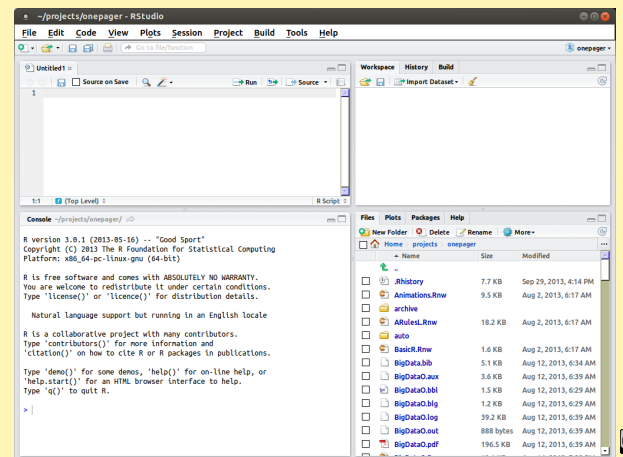 ~/projects/onepager - RStudio
File Edit Code View Plots Session Project Build Tools Help
Go to file/function
onepager
Untitled1
Source on Save Run Source
1
1:1 (Top Level) R Script
Workspace History Build
Import Dataset
Console ~/projects/onepager/
R version 3.0.1 (2013-05-16) -- "Good Sport"
Copyright (C) 2013 The R Foundation for Statistical Computing
Platform: x86_64-pc-linux-gnu (64-bit)
R is free software and comes with ABSOLUTELY NO WARRANTY.
You are welcome to redistribute it under certain conditions.
Type 'license()' or 'licence()' for distribution details.
Natural language support but running in an English locale
R is a collaborative project with many contributors.
Type 'contributors()' for more information and
'citation()' on how to cite R or R packages in publications.
Type 'demo()' for some demos, 'help()' for on-line help, or
'help.start()' for an HTML browser interface to help.
Type 'q()' to quit R.
>
Files Plots Packages Help
New Folder Delete Rename More
Home projects onepager ...
Name Size Modified
..
.Rhistory 7.7 KB Sep 29, 2013, 4:14 PM
Animations.Rnw 9.5 KB Aug 2, 2013, 6:17 AM
archive
ARulesL.Rnw 18.2 KB Aug 2, 2013, 6:17 AM
auto
BasicR.Rnw 1.6 KB Aug 2, 2013, 6:17 AM
BigData.bib 5.1 KB Aug 12, 2013, 6:34 AM
BigDataO.aux 3.6 KB Aug 12, 2013, 6:39 AM
BigDataO.bbl 1.5 KB Aug 12, 2013, 6:29 AM
BigDataO.blg 1.2 KB Aug 12, 2013, 6:29 AM
BigDataO.log 39.2 KB Aug 12, 2013, 6:39 AM
BigDataO.out 888 bytes Aug 12, 2013, 6:39 AM
BigDataO.pdf 196.5 KB Aug 12, 2013, 6:39 AM